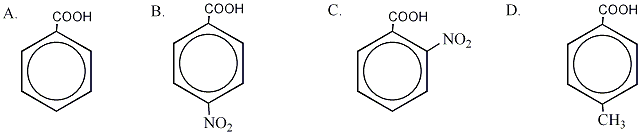 A. COOH
B. COOH
NO₂
C. COOH
NO₂
D. COOH
CH₃